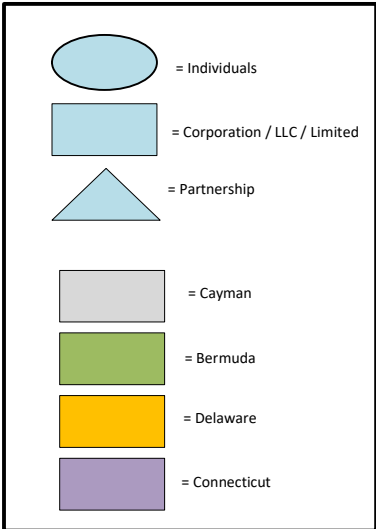 = Individuals
= Corporation / LLC / Limited
= Partnership
= Cayman
= Bermuda
= Delaware
= Connecticut